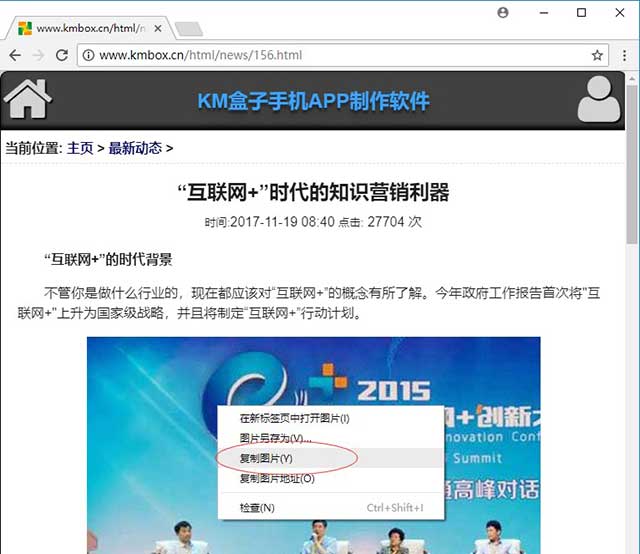 www.kmbox.cn/html/n
www.kmbox.cn/html/news/156.html
KM盒子手机APP制作软件
当前位置: 主页 > 最新动态 >
“互联网+”时代的知识营销利器
时间:2017-11-19 08:40 点击: 27704 次
“互联网+”的时代背景
不管你是做什么行业的，现在都应该对“互联网+”的概念有所了解。今年政府工作报告首次将"互
联网+"上升为国家级战略，并且将制定“互联网+”行动计划。
2015
网+创新大
nnovation Conf
Summit
高峰对话
在新标签页中打开图片(I)
图片另存为(V)...
复制图片(Y)
复制图片地址(O)
检查(N) Ctrl+Shift+I